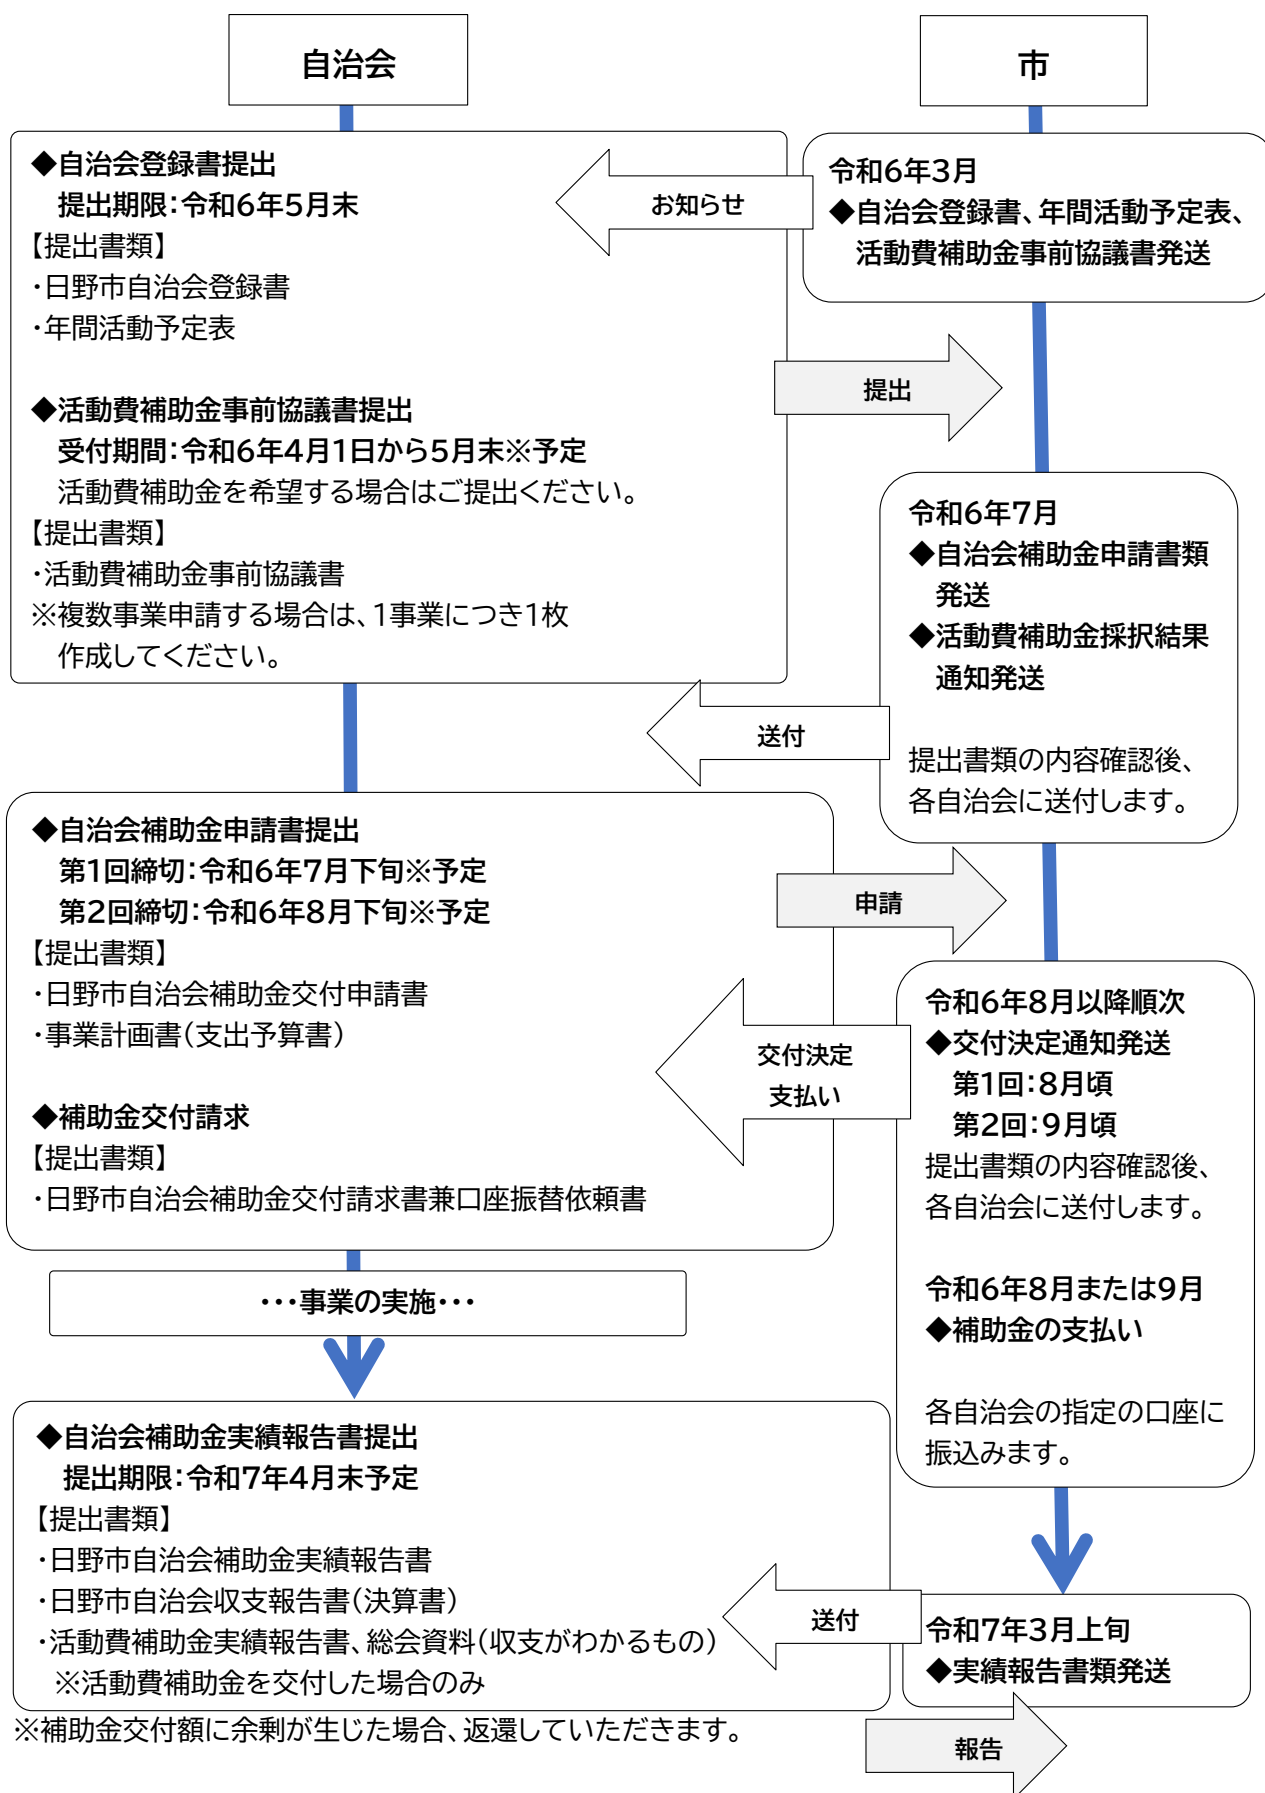 自治会
市
◆自治会登録書提出
提出期限：令和6年5月末
【提出書類】
・日野市自治会登録書
・年間活動予定表
お知らせ
令和6年3月
◆自治会登録書、年間活動予定表、
活動費補助金事前協議書発送
◆活動費補助金事前協議書提出
受付期間：令和6年4月1日から5月末※予定
活動費補助金を希望する場合はご提出ください。
【提出書類】
・活動費補助金事前協議書
※複数事業申請する場合は、1事業につき1枚
作成してください。
提出
令和6年7月
◆自治会補助金申請書類
発送
◆活動費補助金採択結果
通知発送
提出書類の内容確認後、
各自治会に送付します。
送付
◆自治会補助金申請書提出
第1回締切：令和6年7月下旬※予定
第2回締切：令和6年8月下旬※予定
【提出書類】
・日野市自治会補助金交付申請書
・事業計画書（支出予算書）
申請
◆補助金交付請求
【提出書類】
・日野市自治会補助金交付請求書兼口座振替依頼書
交付決定
支払い
令和6年8月以降順次
◆交付決定通知発送
第1回：8月頃
第2回：9月頃
提出書類の内容確認後、
各自治会に送付します。
令和6年8月または9月
◆補助金の支払い
各自治会の指定の口座に
振込みます。
・・・事業の実施・・・
◆自治会補助金実績報告書提出
提出期限：令和7年4月末予定
【提出書類】
・日野市自治会補助金実績報告書
・日野市自治会収支報告書（決算書）
・活動費補助金実績報告書、総会資料（収支がわかるもの）
※活動費補助金を交付した場合のみ
送付
令和7年3月上旬
◆実績報告書類発送
※補助金交付額に余剰が生じた場合、返還していただきます。
報告